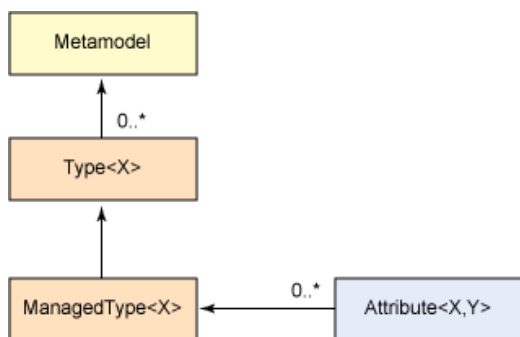 Metamodel
0..*
Type<X>
ManagedType<X>
0..*
Attribute<X,Y>